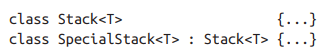 class Stack<T> {...}
class SpecialStack<T> : Stack<T> {...}